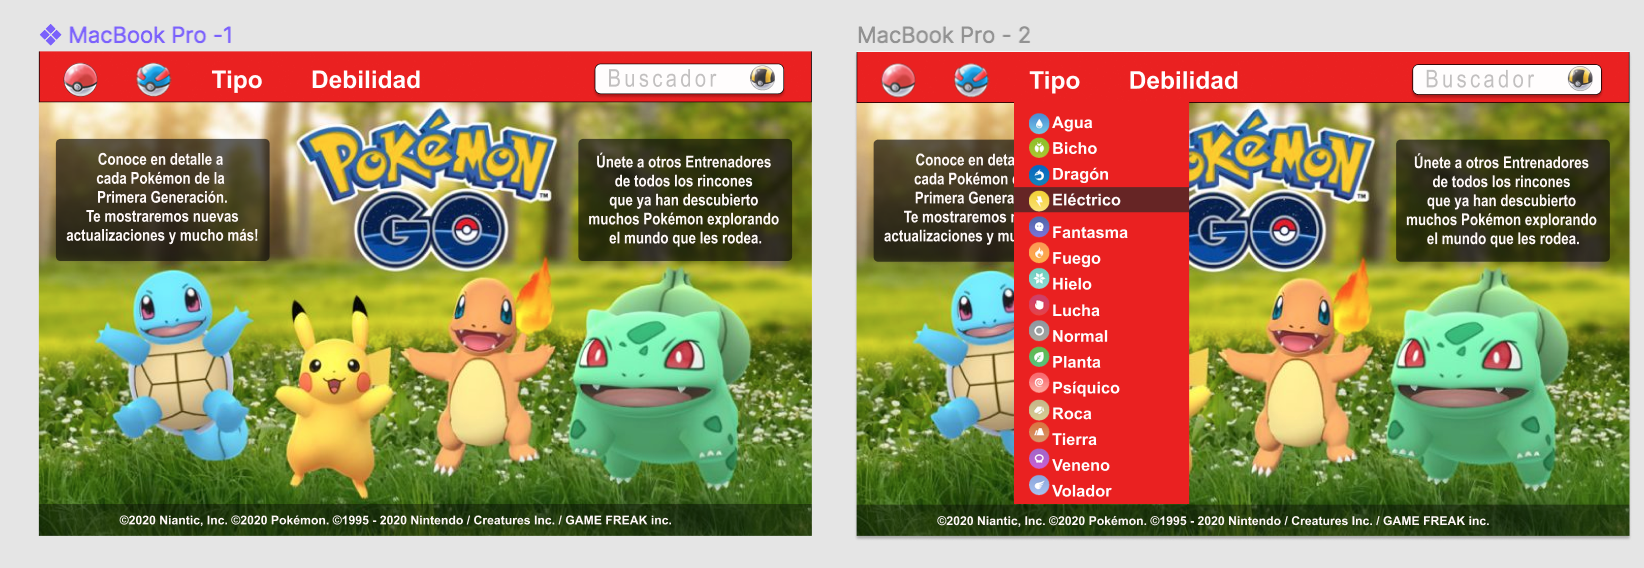 MacBook Pro -1
Tipo
Debilidad
Buscador
Conoce en detalle a
cada Pokémon de la
Primera Generación.
Te mostraremos nuevas
actualizaciones y mucho más!
POKéMON
GO
Únete a otros Entrenadores
de todos los rincones
que ya han descubierto
muchos Pokémon explorando
el mundo que les rodea.
©2020 Niantic, Inc. ©2020 Pokémon. ©1995 - 2020 Nintendo / Creatures Inc. / GAME FREAK inc.
MacBook Pro - 2
Tipo
Debilidad
Buscador
Conoce en deta
cada Pokémon
Primera Genera
Te mostraremos
actualizaciones y mu
Agua
Bicho
Dragón
Eléctrico
Fantasma
Fuego
Hielo
Lucha
Normal
Planta
Psíquico
Roca
Tierra
Veneno
Volador
KéMON
GO
Únete a otros Entrenadores
de todos los rincones
que ya han descubierto
muchos Pokémon explorando
el mundo que les rodea.
©2020 Niantic, Inc. ©2020 Pokémon. ©1995 - 2020 Nintendo / Creatures Inc. / GAME FREAK inc.